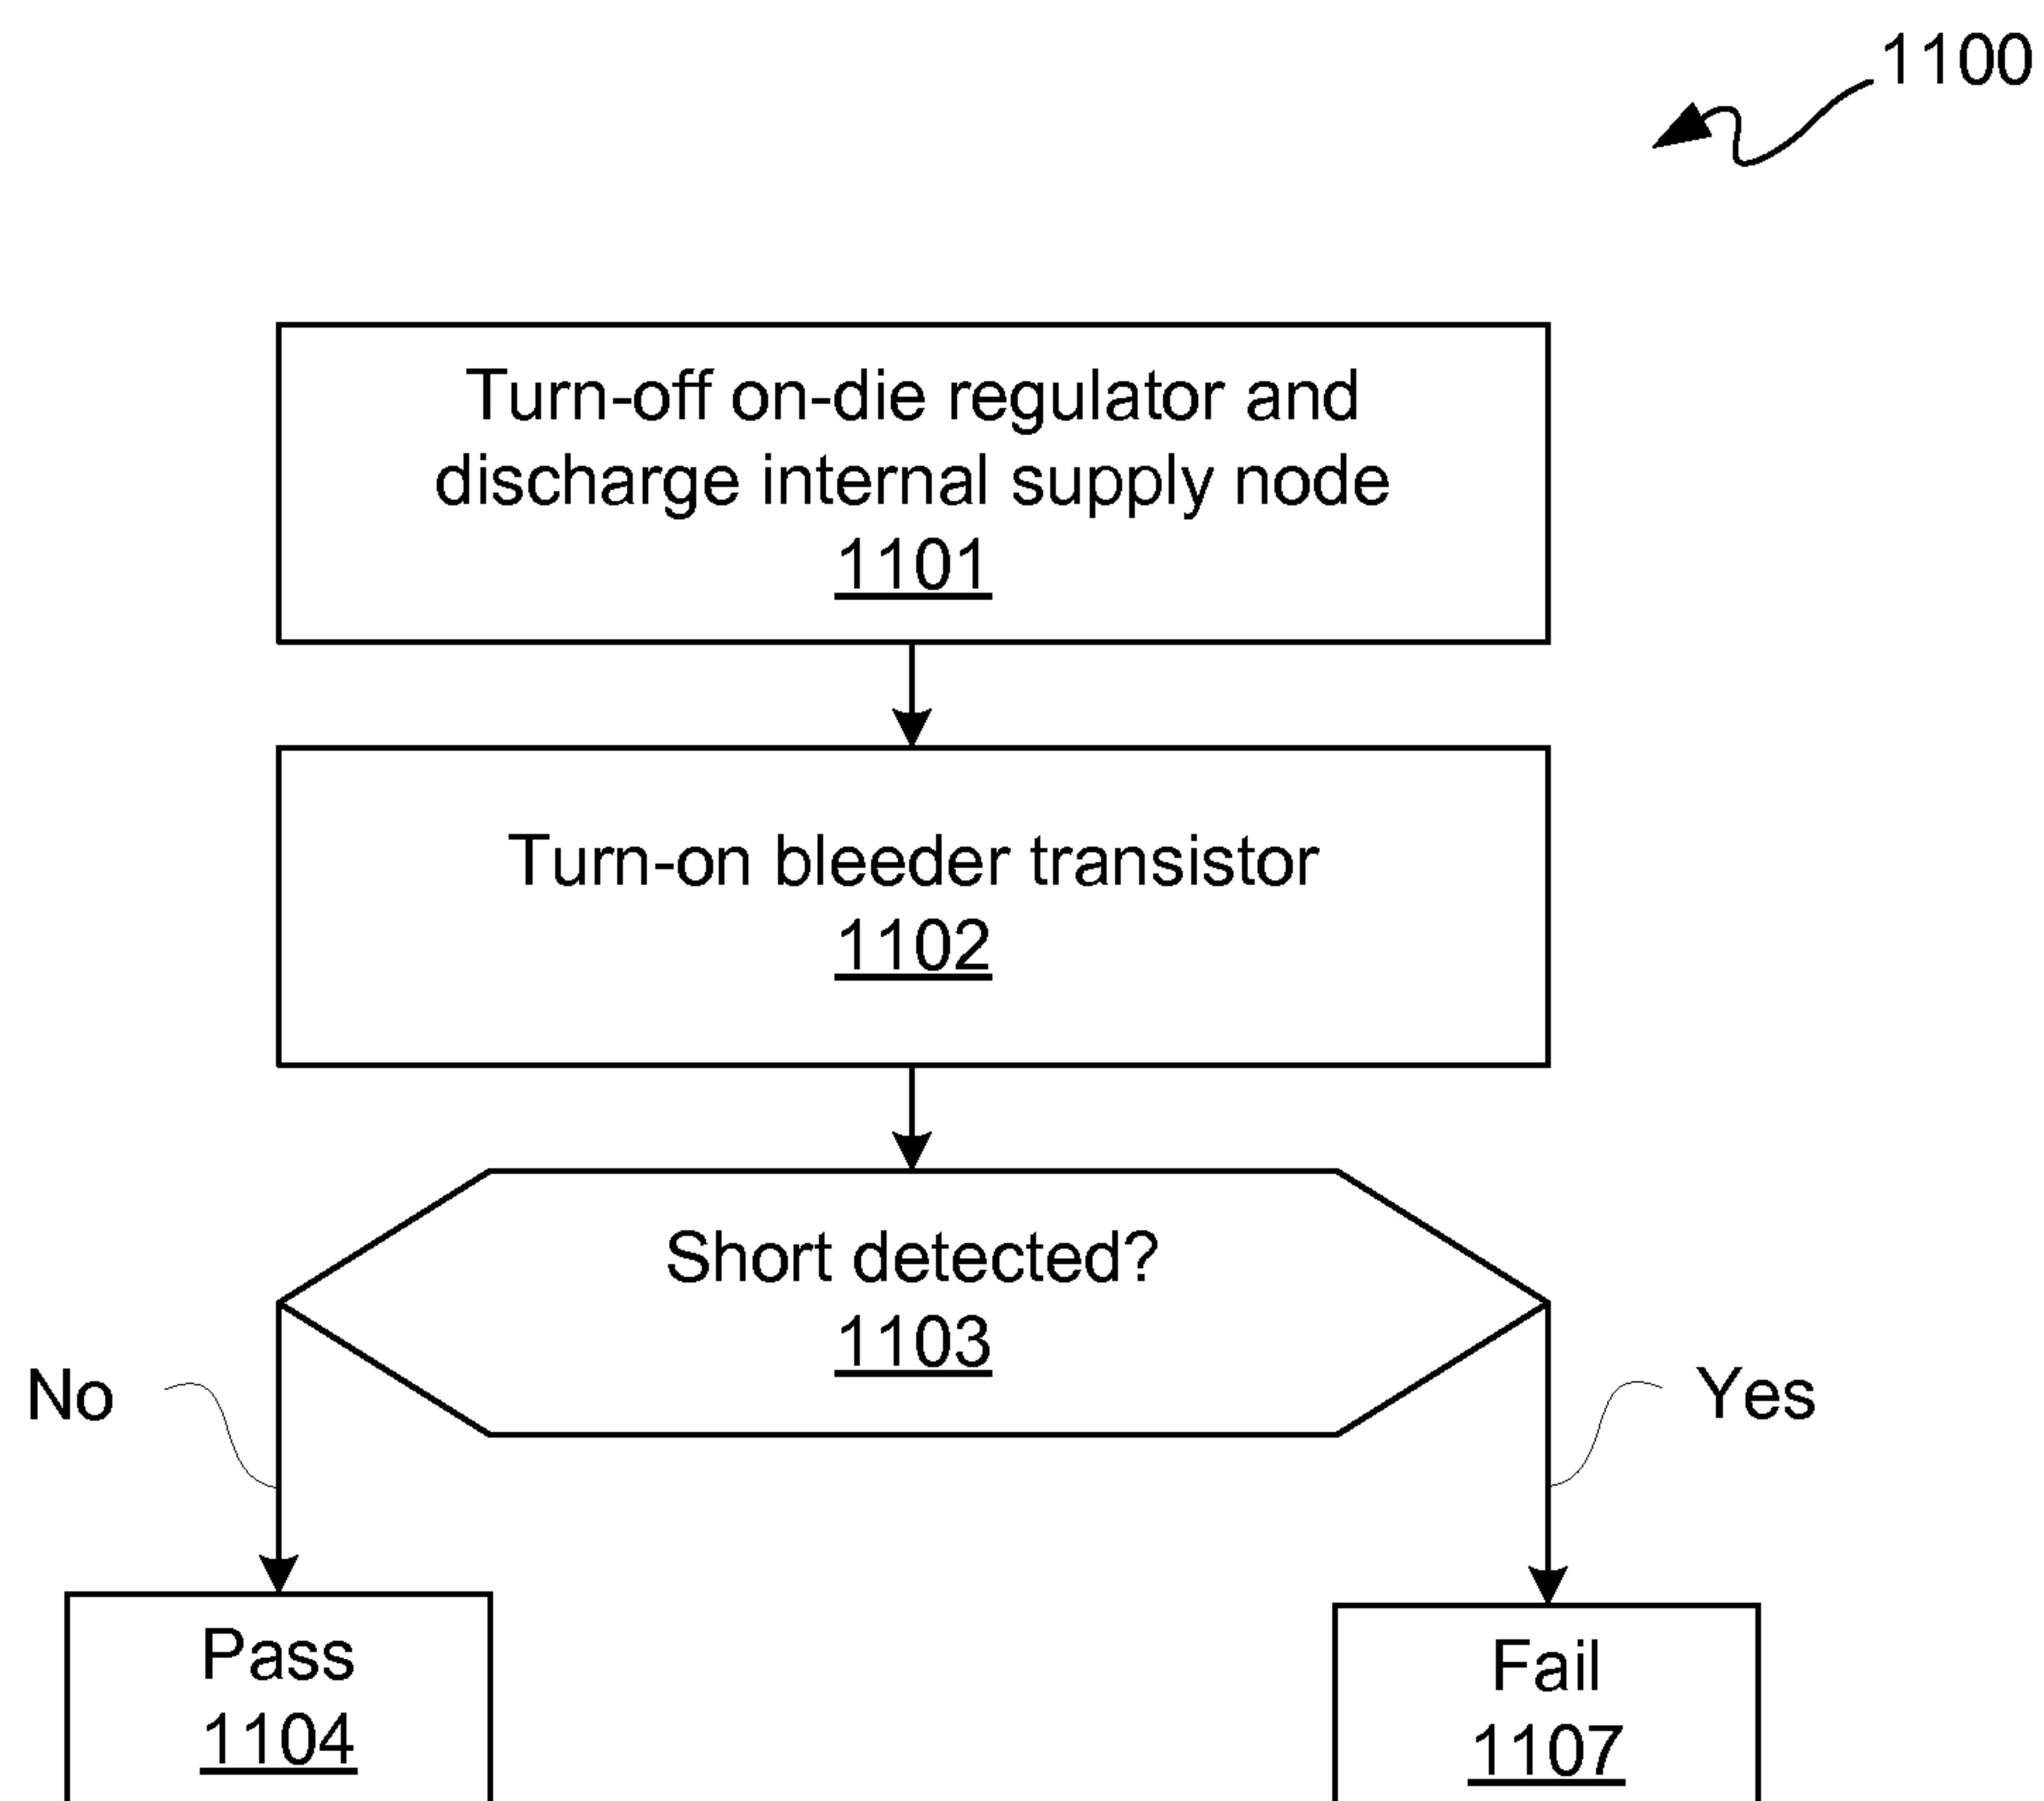 1100
Turn-off on-die regulator and
discharge internal supply node
1101
Turn-on bleeder transistor
1102
Short detected?
1103
No
Yes
Pass
1104
Fail
1107